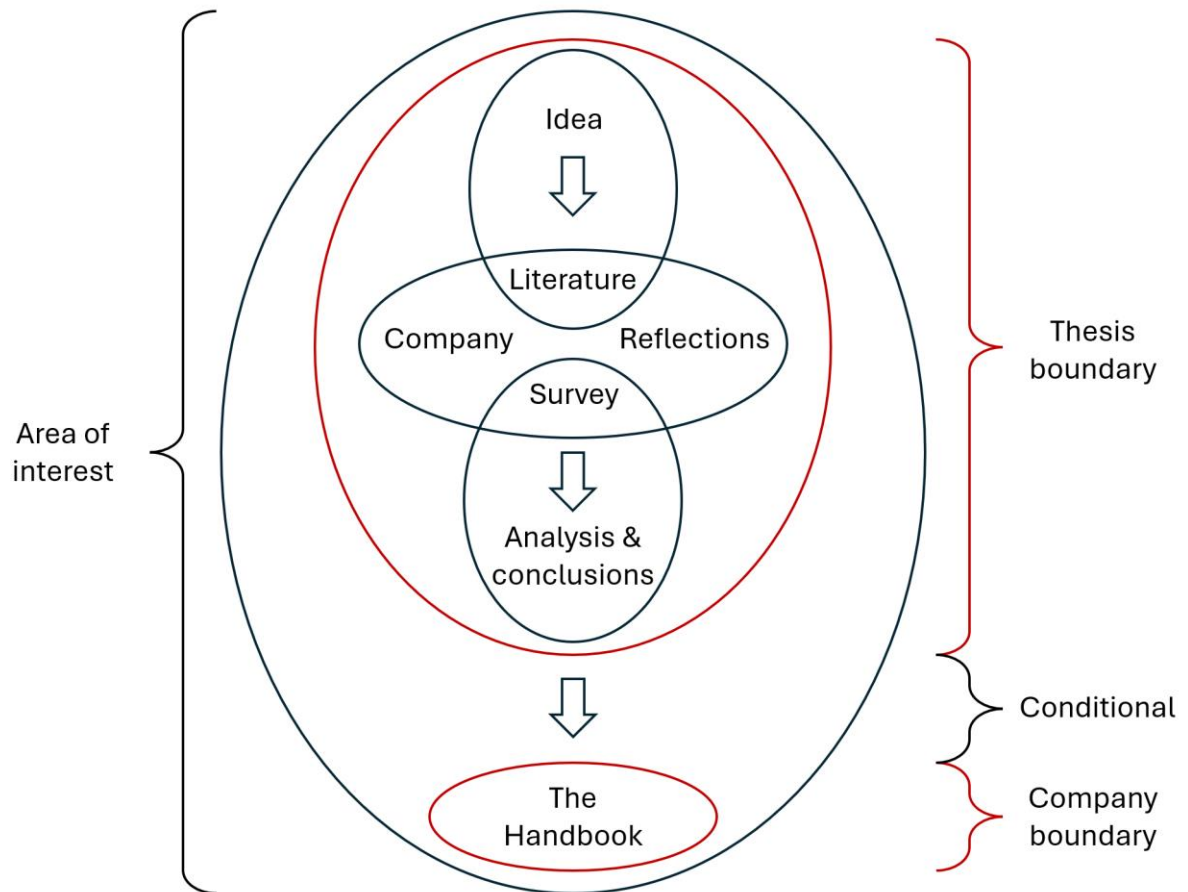 Idea
Literature
Company
Reflections
Survey
Analysis &
conclusions
The
Handbook
Area of
interest
Thesis
boundary
Conditional
Company
boundary